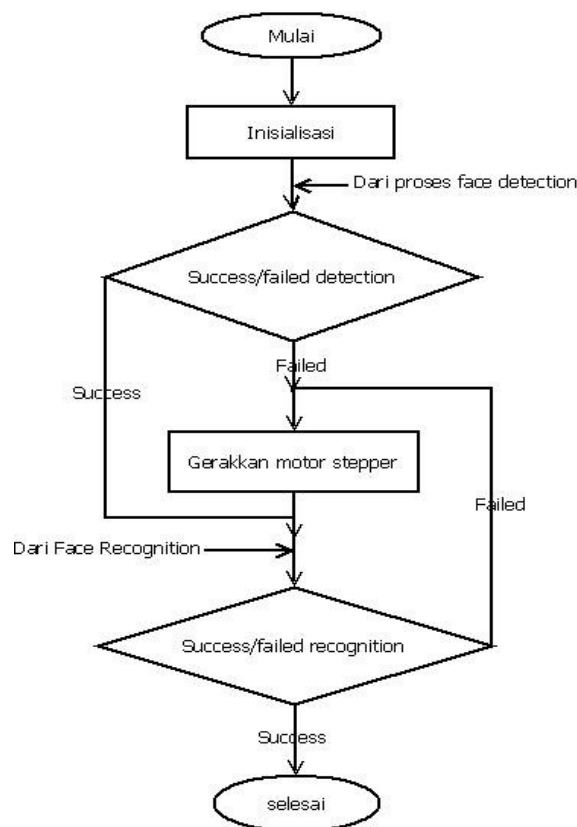 Mulai
Inisialisasi
Dari proses face detection
Success/failed detection
Failed
Success
Gerakkan motor stepper
Failed
Dari Face Recognition
Success/failed recognition
Success
selesai